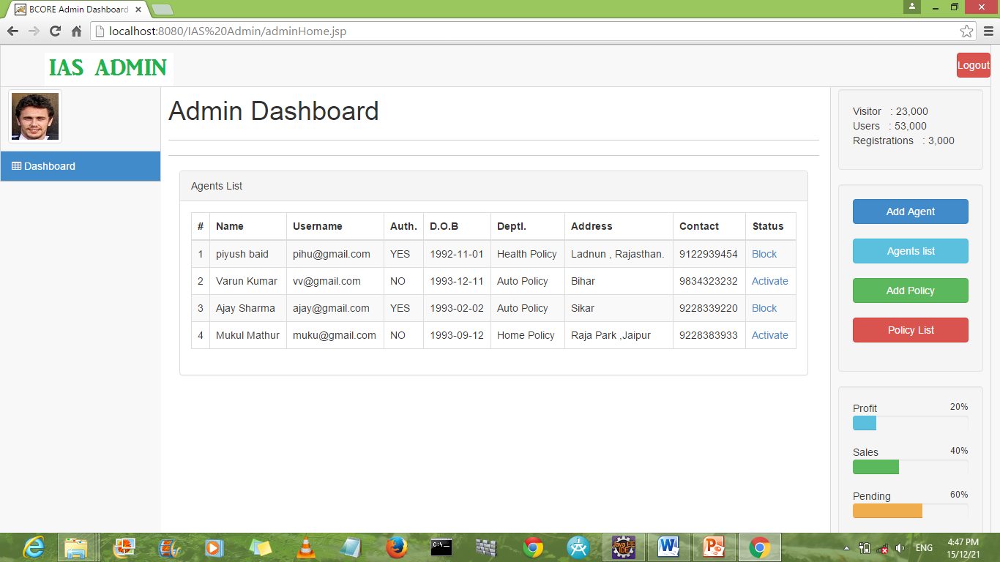 BCORE Admin Dashboard
localhost:8080/IAS%20Admin/adminHome.jsp
IAS ADMIN
Logout
Dashboard
Admin Dashboard
Agents List
# Name Username Auth. D.O.B Deptl. Address Contact Status
1 piyush baid pihu@gmail.com YES 1992-11-01 Health Policy Ladnun , Rajasthan. 9122939454 Block
2 Varun Kumar vv@gmail.com NO 1993-12-11 Auto Policy Bihar 9834323232 Activate
3 Ajay Sharma ajay@gmail.com YES 1993-02-02 Auto Policy Sikar 9228339220 Block
4 Mukul Mathur muku@gmail.com NO 1993-09-12 Home Policy Raja Park ,Jaipur 9228383933 Activate
Visitor : 23,000
Users : 53,000
Registrations : 3,000
Add Agent
Agents list
Add Policy
Policy List
Profit 20%
Sales 40%
Pending 60%
Java EE
IDE
ENG
4:47 PM
15/12/21